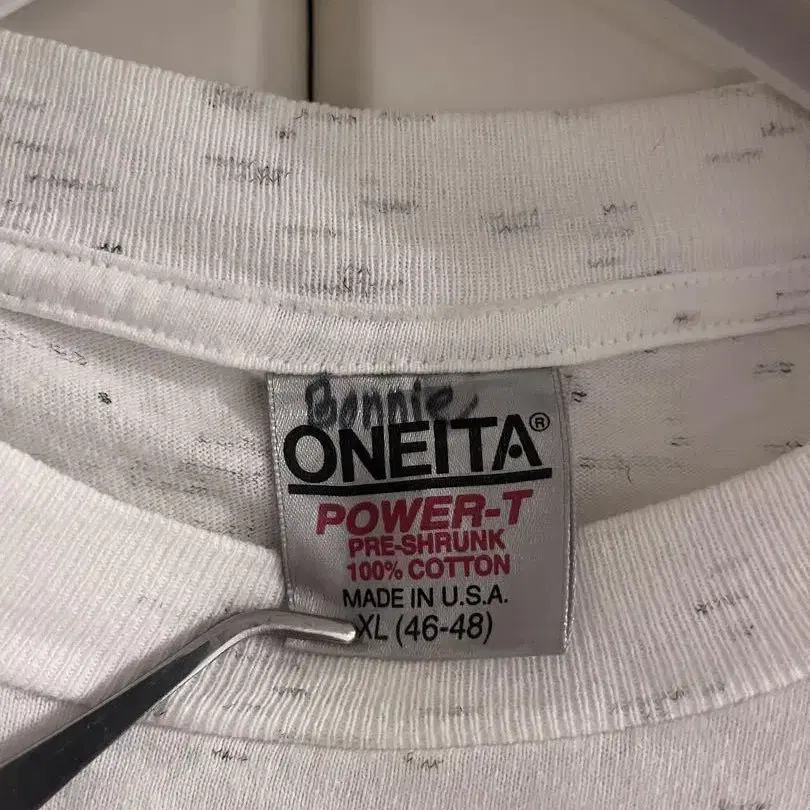 Bonnie
ONEITA®
POWER-T
PRE-SHRUNK
100% COTTON
MADE IN U.S.A.
XL (46-48)